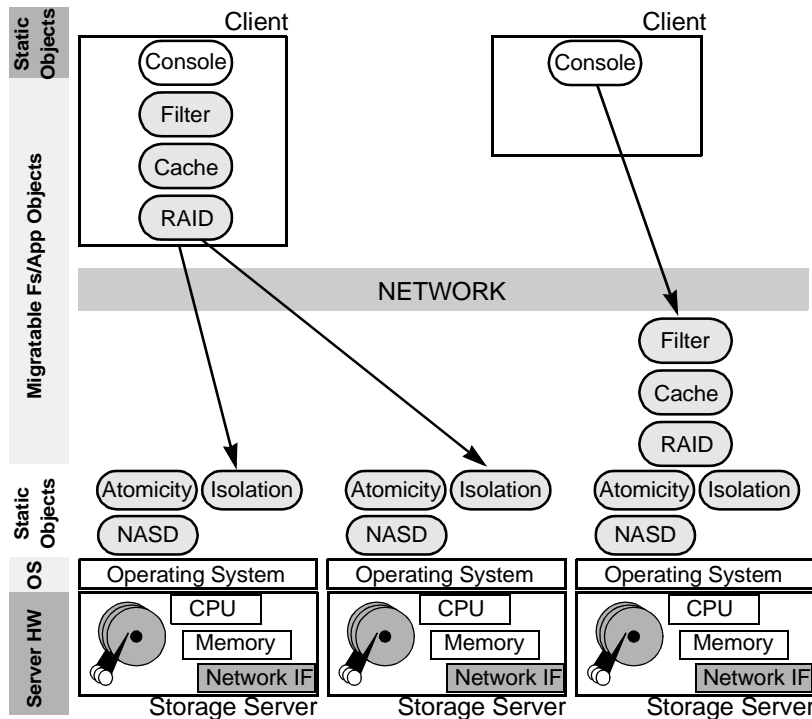 Client
Client
Static
Objects
Console
Console
Filter
Cache
RAID
Migratable Fs/App Objects
NETWORK
Filter
Cache
RAID
Static
Objects
Atomicity
Isolation
Atomicity
Isolation
Atomicity
Isolation
NASD
NASD
NASD
OS
Operating System
Operating System
Operating System
Server HW
CPU
CPU
CPU
Memory
Memory
Memory
Network IF
Network IF
Network IF
Storage Server
Storage Server
Storage Server